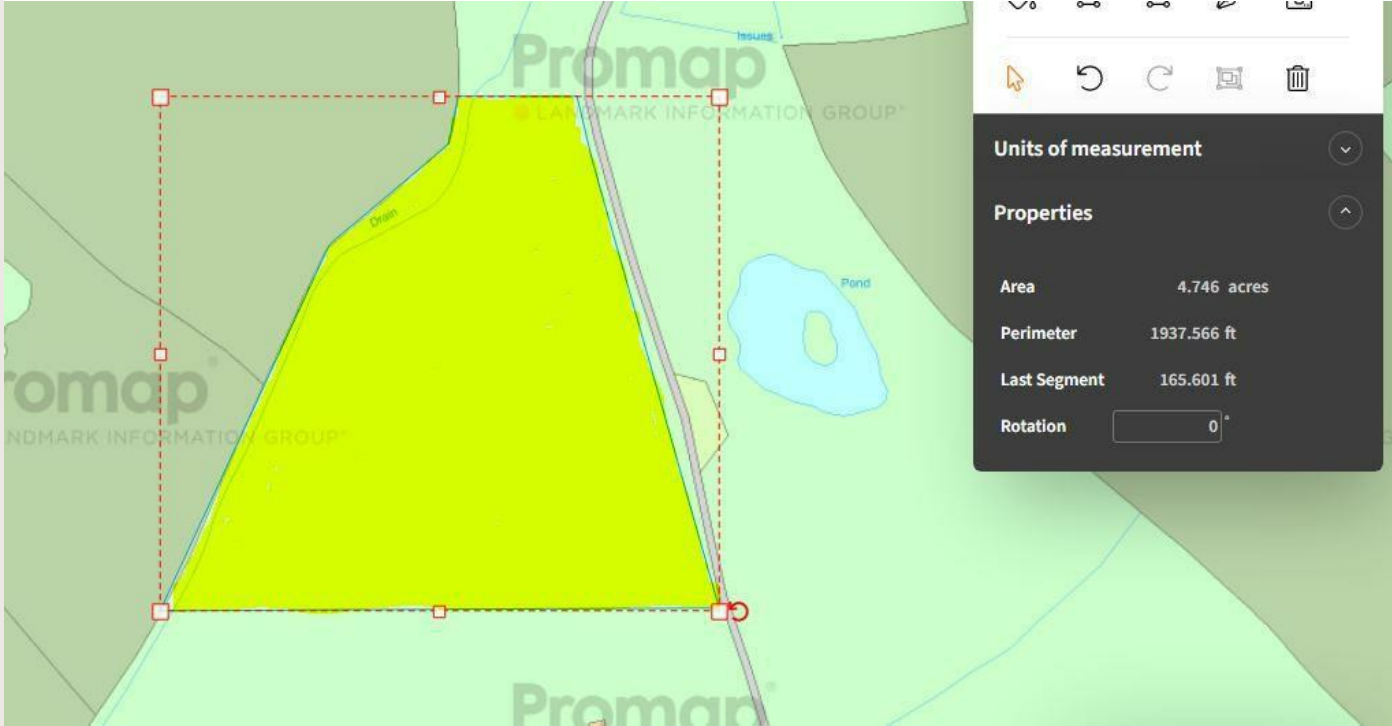 Issues
Promap
LANDMARK INFORMATION GROUP
Units of measurement
Properties
Drain
Pond
Area 4.746 acres
Perimeter 1937.566 ft
omap
Last Segment 165.601 ft
Rotation 0°
NDMARK INFORMATION GROUP
Promap